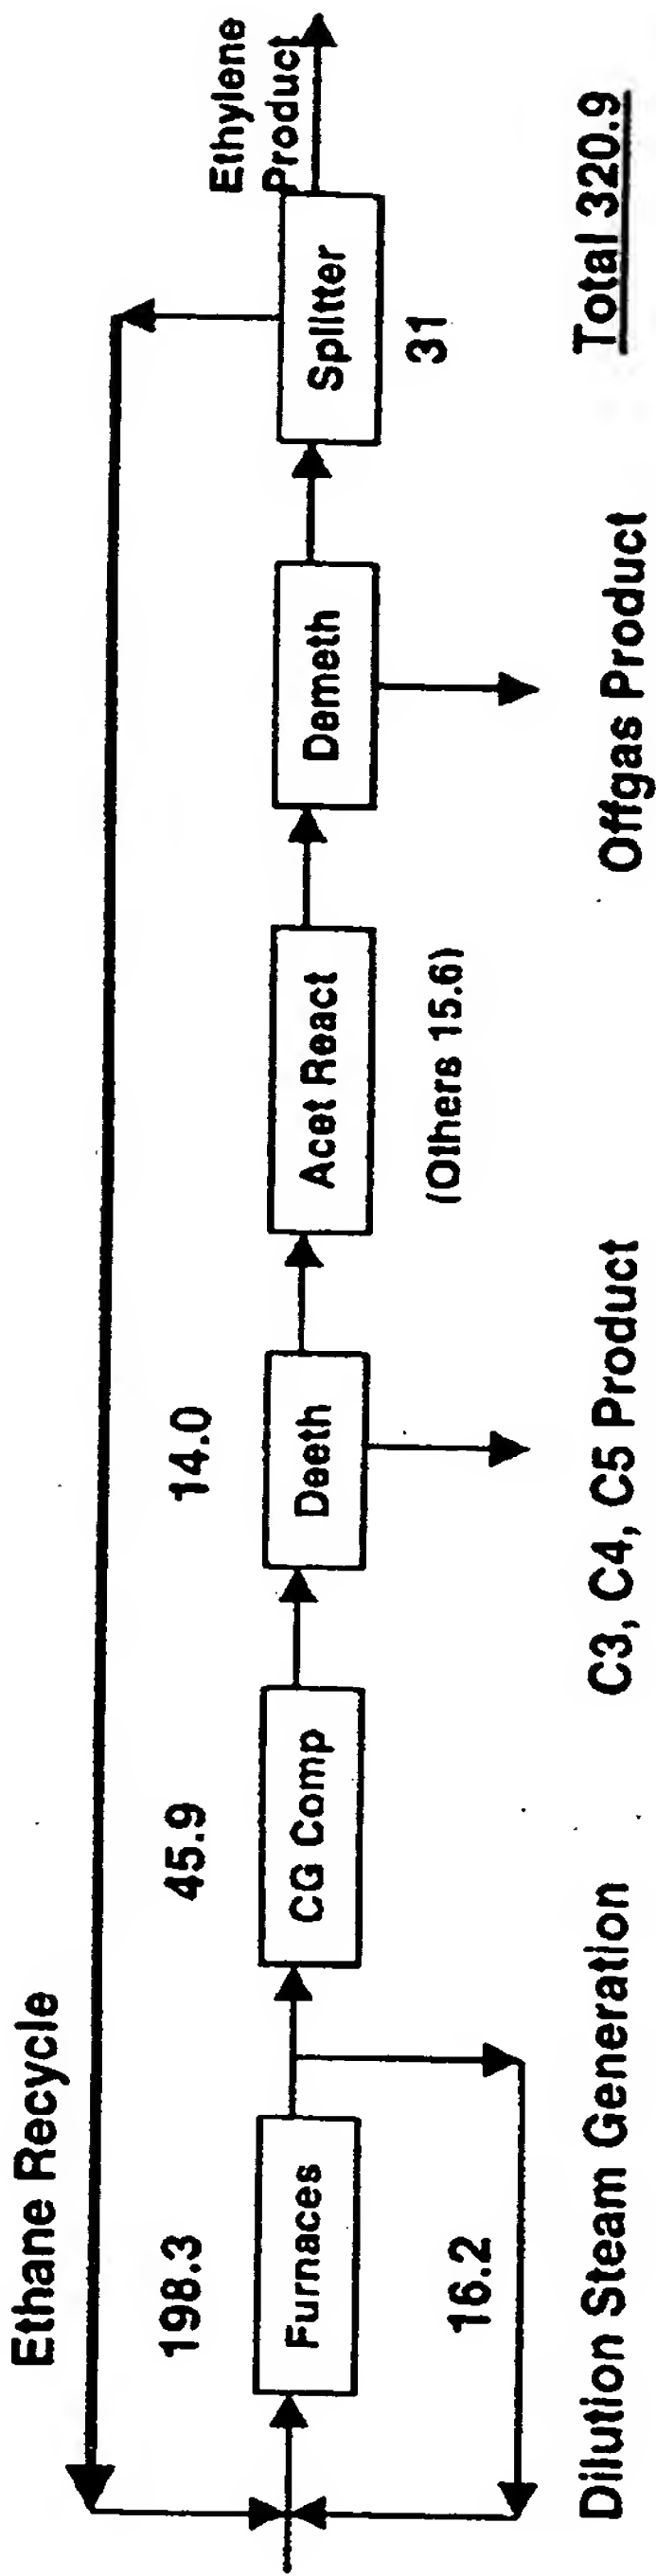 Ethane Recycle
198.3
45.9
14.0
Ethylene
Product
Furnaces
CG Comp
Deeth
Acet React
Demeth
Splitter
16.2
(Others 15.6)
31
Dilution Steam Generation
C3, C4, C5 Product
Offgas Product
Total 320.9